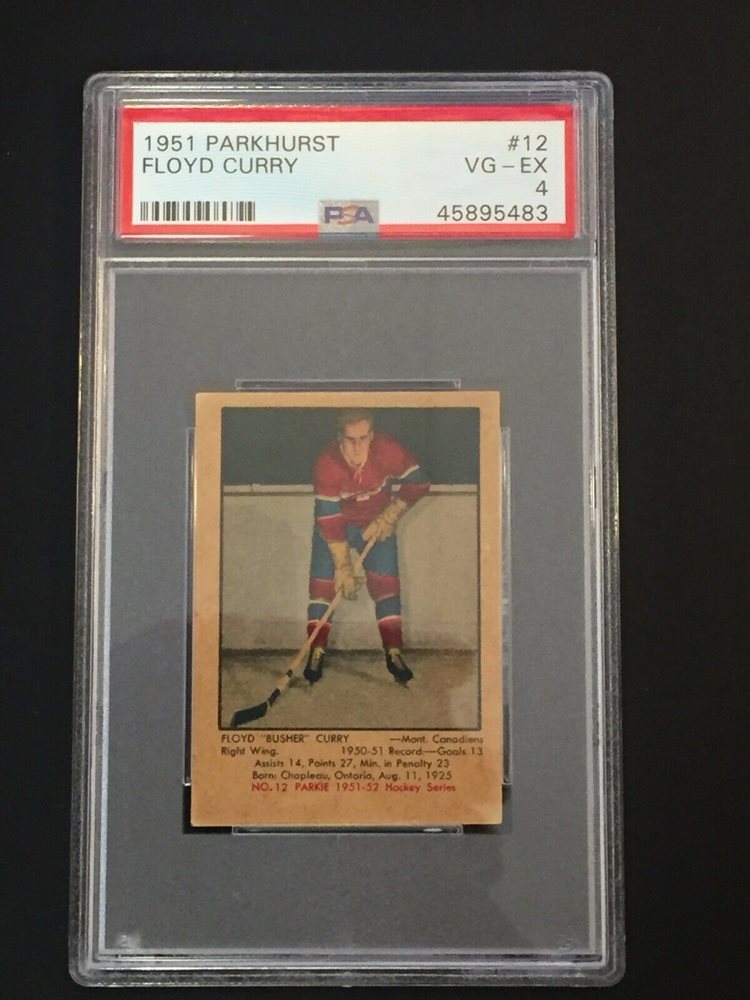 1951 PARKHURST #12
FLOYD CURRY VG-EX
4
PSA 45895483
FLOYD "BUSHER" CURRY —Mont. Canadiens
Right Wing. 1950-51 Record:—Goals 13
Assists 14, Points 27, Min. in Penalty 23
Born: Chapleau, Ontario, Aug. 11, 1925
NO. 12 PARKIE 1951-52 Hockey Series